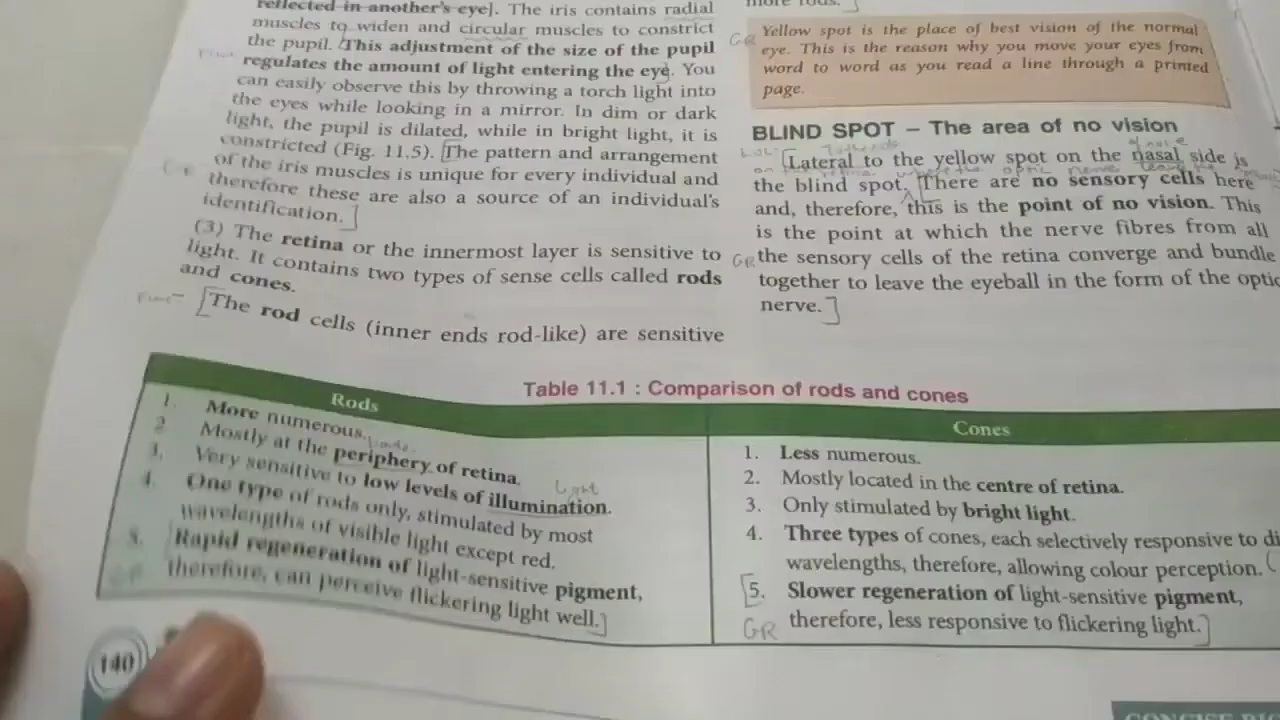 reflected in another's eye]. The iris contains radial
muscles to widen and circular muscles to constrict
the pupil. This adjustment of the size of the pupil
regulates the amount of light entering the eye. You
can easily observe this by throwing a torch light into
the eyes while looking in a mirror. In dim or dark
light, the pupil is dilated, while in bright light, it is
constricted (Fig. 11.5). [The pattern and arrangement
of the iris muscles is unique for every individual and
therefore these are also a source of an individual's
identification.]
(3) The retina or the innermost layer is sensitive to
light. It contains two types of sense cells called rods
and cones.
[The rod cells (inner ends rod-like) are sensitive
more rods.]
GR
Yellow spot is the place of best vision of the normal
eye. This is the reason why you move your eyes from
word to word as you read a line through a printed
page.
BLIND SPOT – The area of no vision
[Lateral to the yellow spot on the nasal side is
the blind spot. [There are no sensory cells here
and, therefore, this is the point of no vision. This
is the point at which the nerve fibres from all
GR the sensory cells of the retina converge and bundle
together to leave the eyeball in the form of the optic
nerve.]
Table 11.1 : Comparison of rods and cones
Rods
1. More numerous.
2. Mostly at the periphery of retina.
3. Very sensitive to low levels of illumination.
light
4. One type of rods only, stimulated by most
wavelengths of visible light except red.
5. Rapid regeneration of light-sensitive pigment,
therefore, can perceive flickering light well.]
Cones
1. Less numerous.
2. Mostly located in the centre of retina.
3. Only stimulated by bright light.
4. Three types of cones, each selectively responsive to
wavelengths, therefore, allowing colour perception.
[5. Slower regeneration of light-sensitive pigment,
GR therefore, less responsive to flickering light.]
140